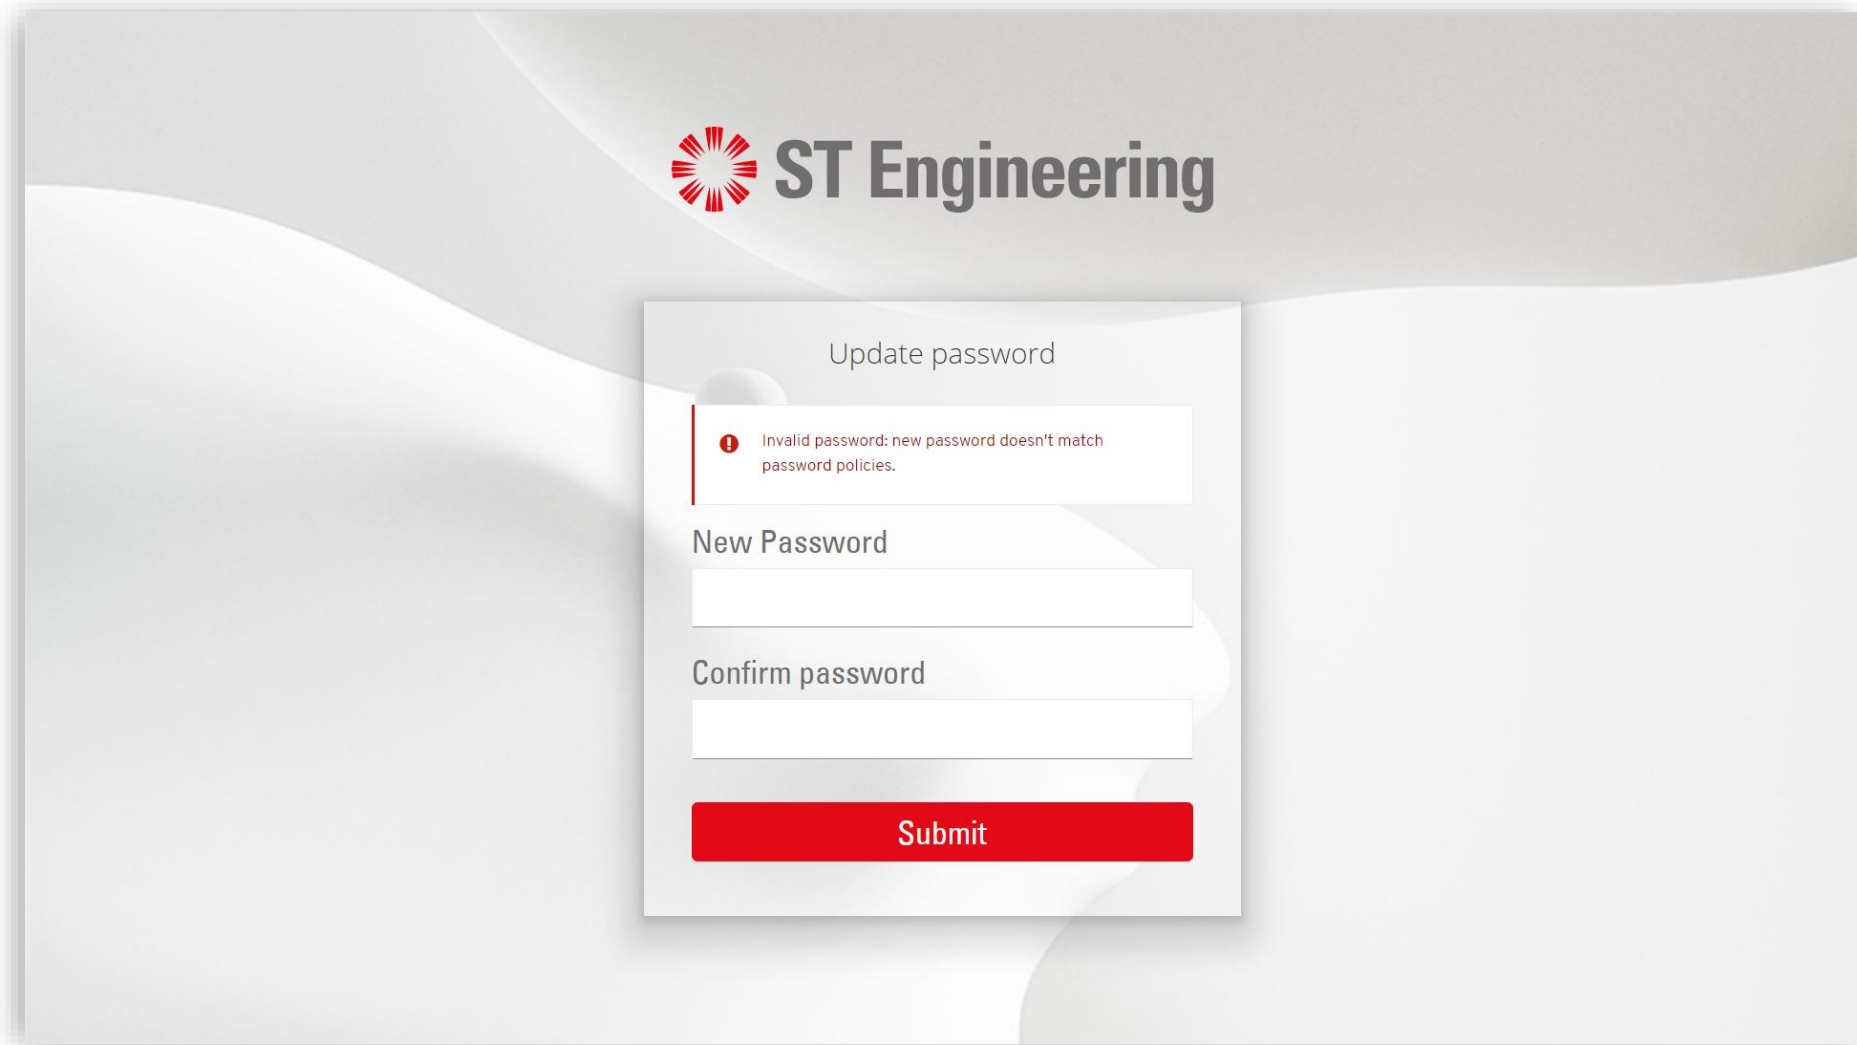 ST Engineering
Update password
Invalid password: new password doesn't match
password policies.
New Password
Confirm password
Submit